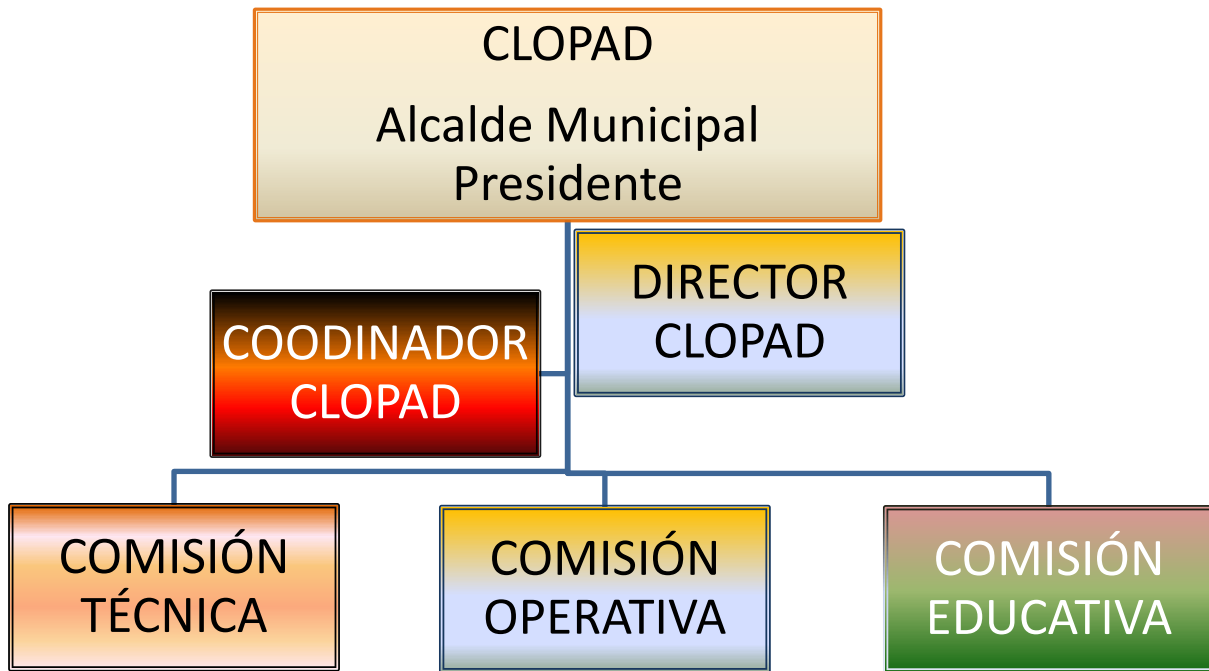 CLOPAD
Alcalde Municipal
Presidente
DIRECTOR
CLOPAD
COODINADOR
CLOPAD
COMISIÓN
TÉCNICA
COMISIÓN
OPERATIVA
COMISIÓN
EDUCATIVA